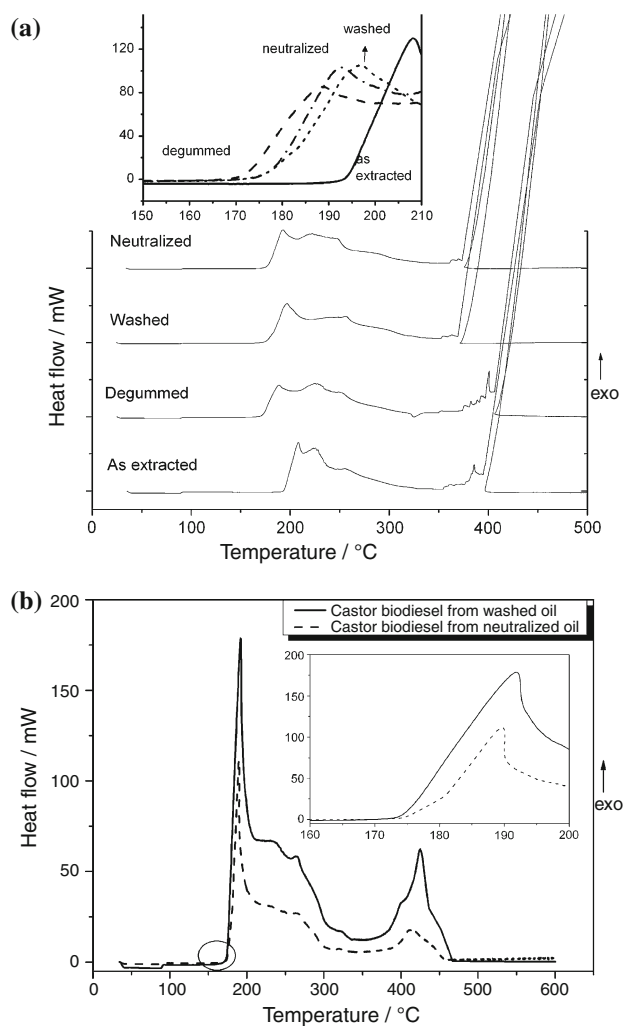 (a)
washed
neutralized
120
80
40
0
degummed
as
extracted
150 160 170 180 190 200 210
Neutralized
Washed
Degummed
As extracted
Heat flow / mW
exo
0 100 200 300 400 500
Temperature / °C
(b)
200
150
100
50
0
Heat flow / mW
Castor biodiesel from washed oil
Castor biodiesel from neutralized oil
200
150
100
50
0
160 170 180 190 200
exo
0 100 200 300 400 500 600
Temperature / °C